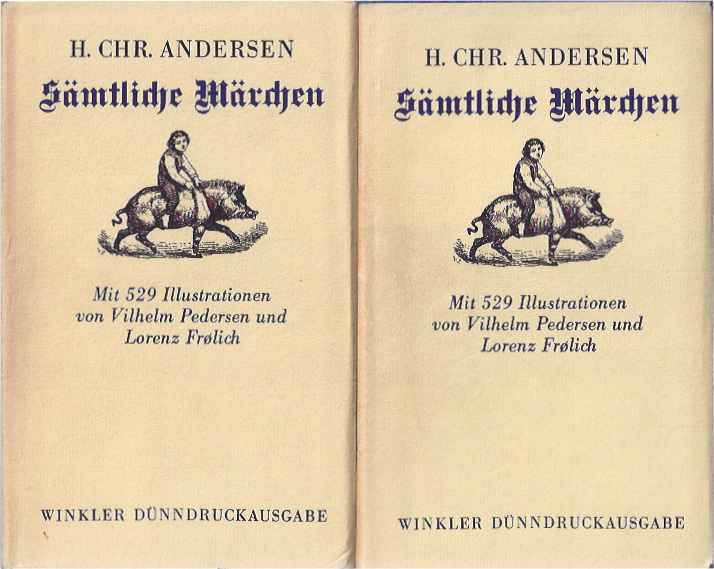 H. CHR. ANDERSEN
Sämtliche Märchen
Mit 529 Illustrationen
von Vilhelm Pedersen und
Lorenz Frølich
WINKLER DÜNNDRUCKAUSGABE
H. CHR. ANDERSEN
Sämtliche Märchen
Mit 529 Illustrationen
von Vilhelm Pedersen und
Lorenz Frølich
WINKLER DÜNNDRUCKAUSGABE